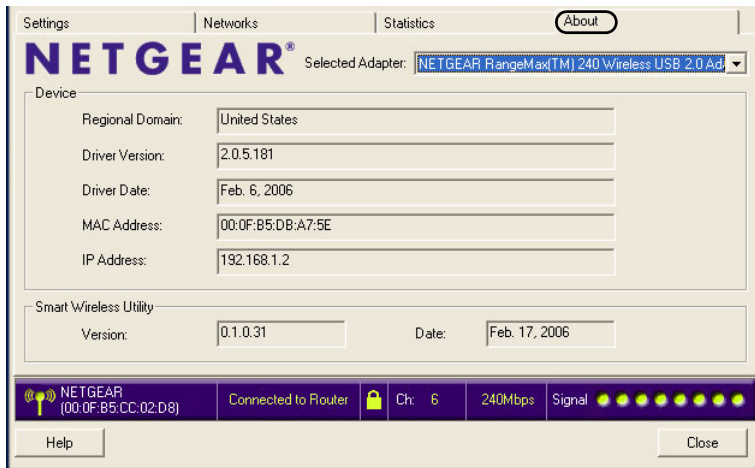 Settings Networks Statistics About
NETGEAR® Selected Adapter: NETGEAR RangeMax(TM) 240 Wireless USB 2.0 Ad
Device
Regional Domain: United States
Driver Version: 2.0.5.181
Driver Date: Feb. 6, 2006
MAC Address: 00:0F:B5:DB:A7:5E
IP Address: 192.168.1.2
Smart Wireless Utility
Version: 0.1.0.31 Date: Feb. 17, 2006
NETGEAR
(00:0F:B5:CC:02:D8) Connected to Router Ch: 6 240Mbps Signal
Help Close